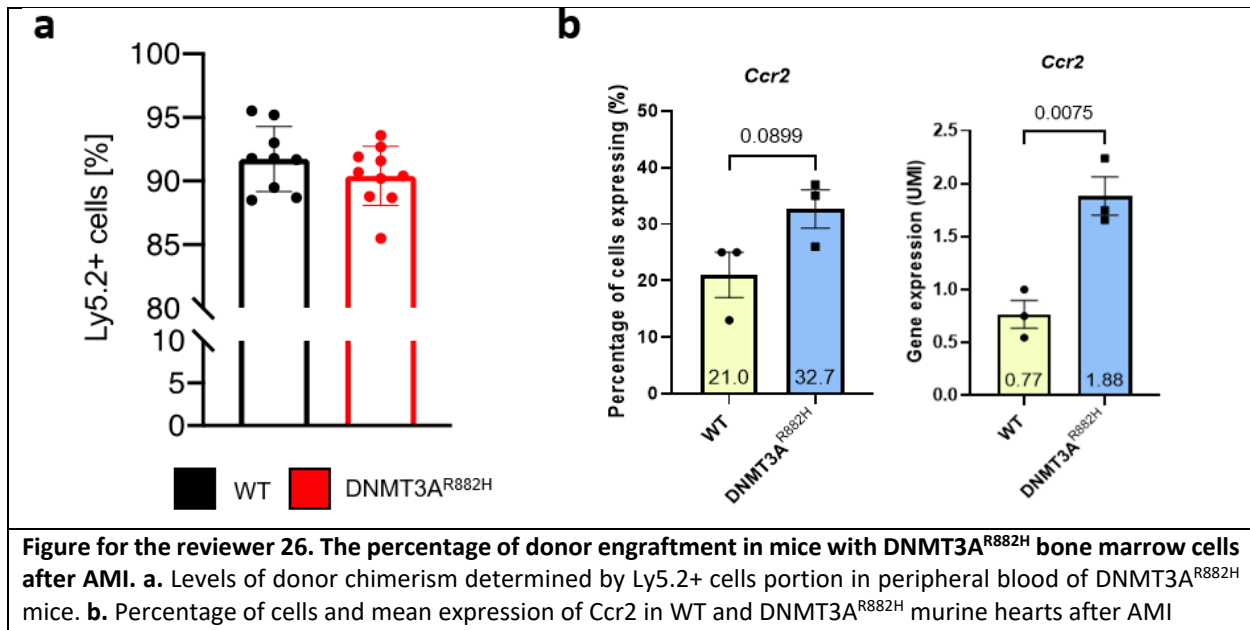 a
100
95
90
85
80
10
5
0
Ly5.2+ cells [%]
WT
DNMT3A^R882H
b
Ccr2
50
40
30
20
10
0
Percentage of cells expressing (%)
0.0899
21.0
32.7
WT
DNMT3A^R882H
Ccr2
2.5
2.0
1.5
1.0
0.5
0.0
Gene expression (UMI)
0.0075
0.77
1.88
WT
DNMT3A^R882H
Figure for the reviewer 26. The percentage of donor engraftment in mice with DNMT3A^R882H bone marrow cells
after AMI. a. Levels of donor chimerism determined by Ly5.2+ cells portion in peripheral blood of DNMT3A^R882H
mice. b. Percentage of cells and mean expression of Ccr2 in WT and DNMT3A^R882H murine hearts after AMI